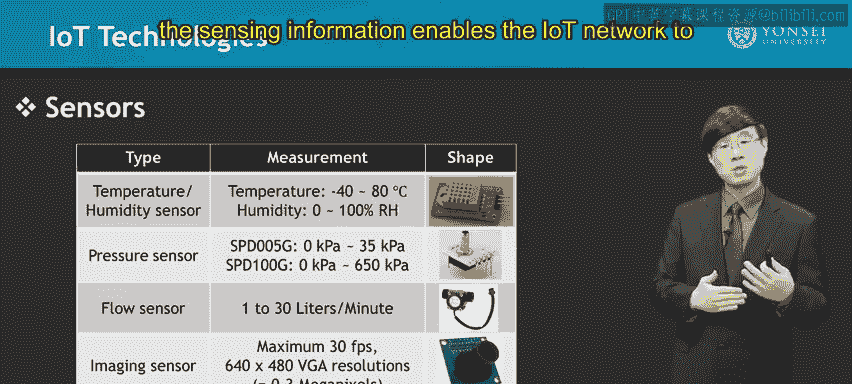 the sensing information enables the IoT network to
IoT Technologies
YONSEI
UNIVERSITY
❖ Sensors
Type Measurement Shape
Temperature/
Humidity sensor
Temperature: -40 ~ 80 ℃
Humidity: 0 ~ 100% RH
Pressure sensor
SPD005G: 0 kPa ~ 35 kPa
SPD100G: 0 kPa ~ 650 kPa
Flow sensor
1 to 30 Liters/Minute
Imaging sensor
Maximum 30 fps,
640 x 480 VGA resolutions